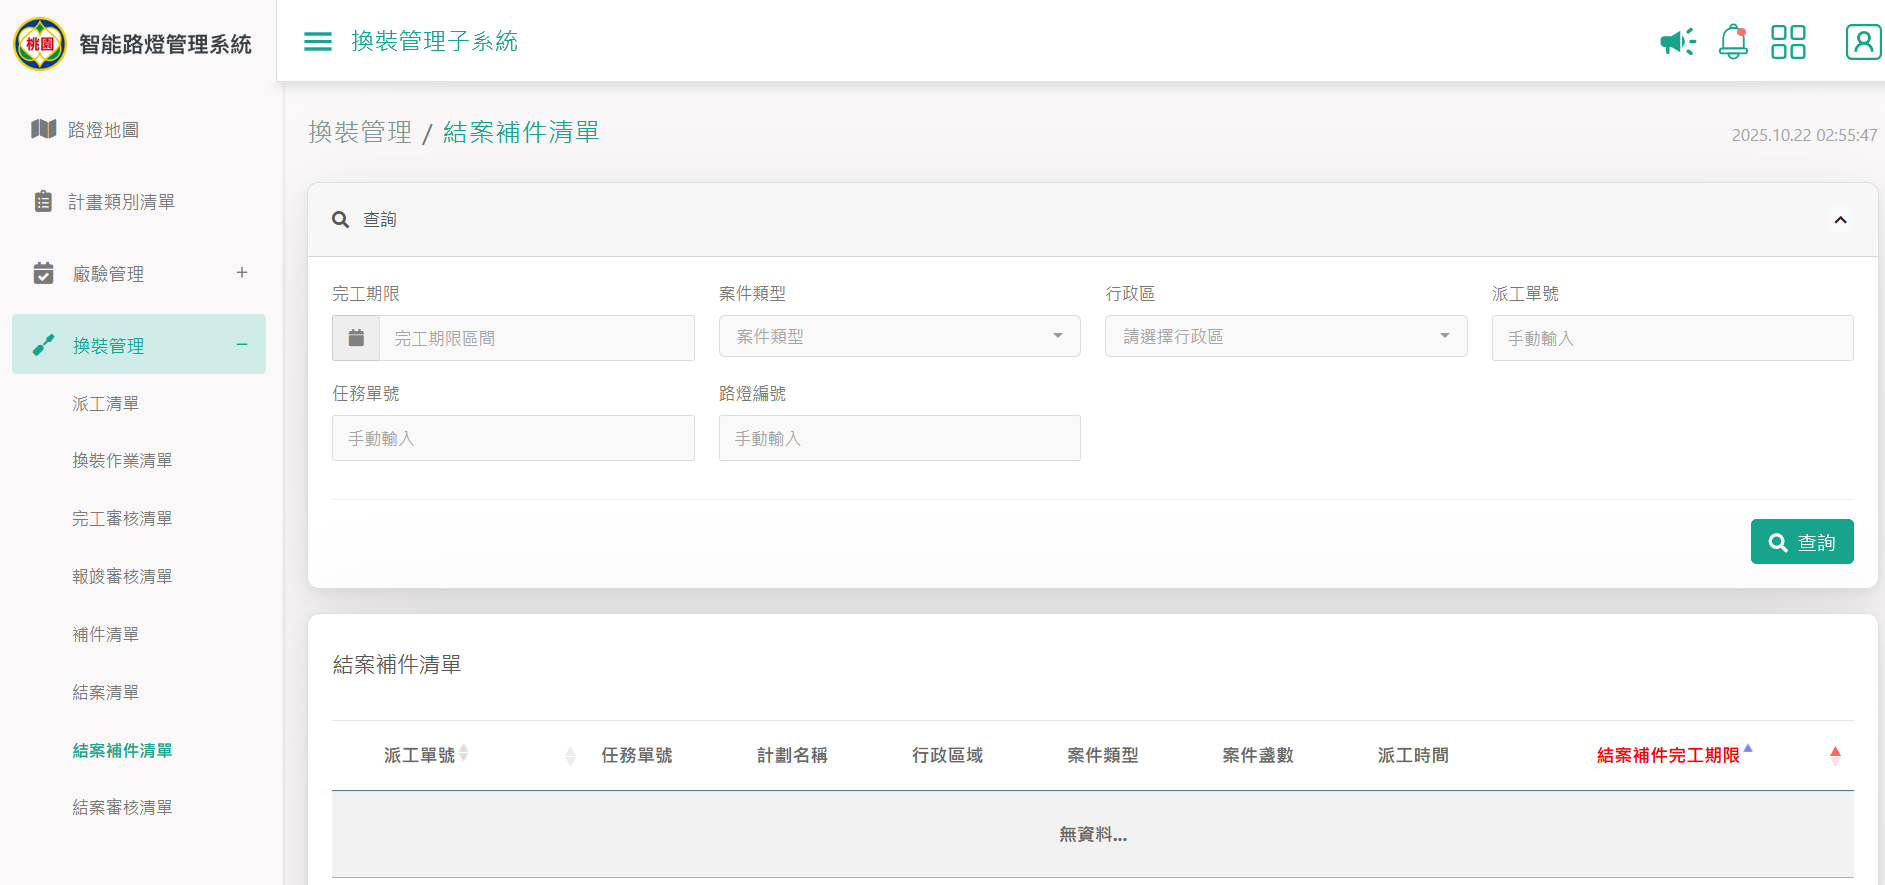 桃園
智能路燈管理系統
換裝管理子系統
路燈地圖
計畫類別清單
廠驗管理 +
換裝管理 −
派工清單
換裝作業清單
完工審核清單
報竣審核清單
補件清單
結案清單
結案補件清單
結案審核清單
換裝管理 / 結案補件清單
2025.10.22 02:55:47
查詢
完工期限 案件類型 行政區 派工單號
完工期限區間 案件類型 請選擇行政區 手動輸入
任務單號 路燈編號
手動輸入 手動輸入
查詢
結案補件清單
派工單號 任務單號 計劃名稱 行政區域 案件類型 案件盞數 派工時間 結案補件完工期限
無資料...